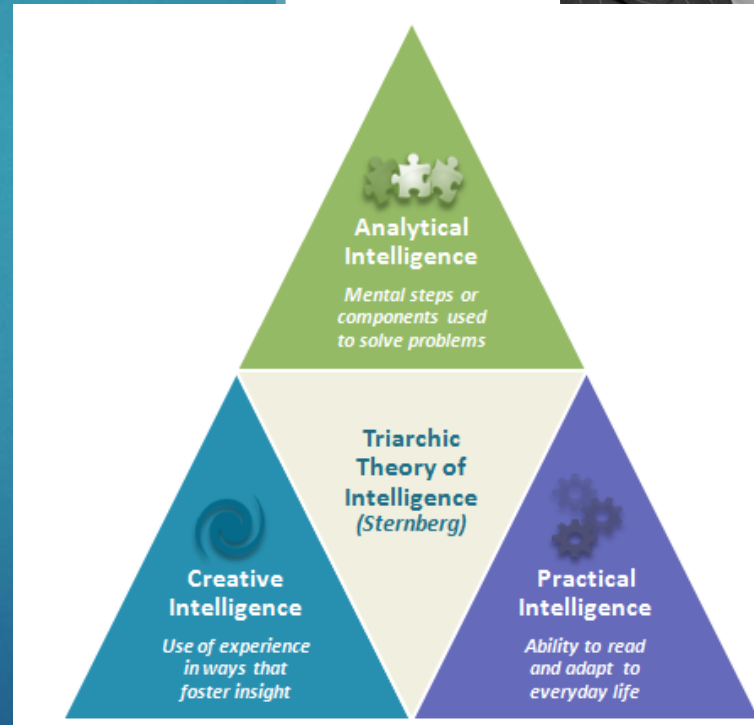 Analytical
Intelligence
Mental steps or
components used
to solve problems
Triarchic
Theory of
Intelligence
(Sternberg)
Creative
Intelligence
Use of experience
in ways that
foster insight
Practical
Intelligence
Ability to read
and adapt to
everyday life